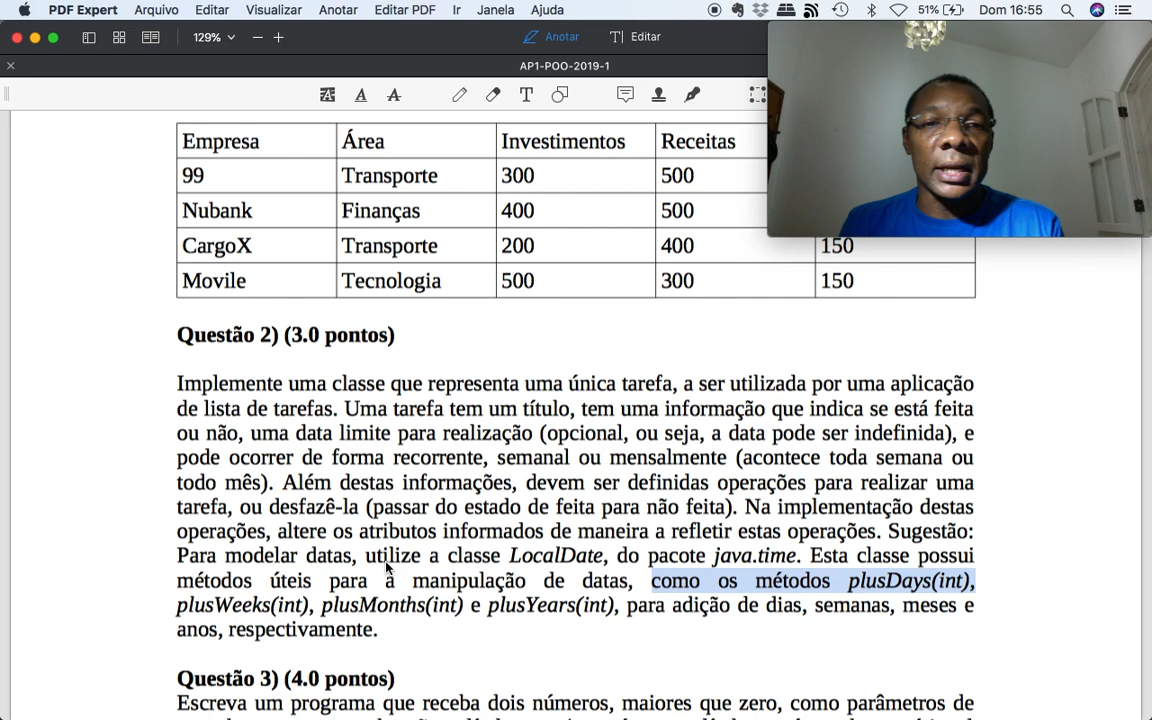 PDF Expert Arquivo Editar Visualizar Anotar Editar PDF Ir Janela Ajuda 51% Dom 16:55
129% Anotar Editar
AP1-POO-2019-1
Empresa Área Investimentos Receitas
99 Transporte 300 500
Nubank Finanças 400 500
CargoX Transporte 200 400 150
Movile Tecnologia 500 300 150
Questão 2) (3.0 pontos)
Implemente uma classe que representa uma única tarefa, a ser utilizada por uma aplicação
de lista de tarefas. Uma tarefa tem um título, tem uma informação que indica se está feita
ou não, uma data limite para realização (opcional, ou seja, a data pode ser indefinida), e
pode ocorrer de forma recorrente, semanal ou mensalmente (acontece toda semana ou
todo mês). Além destas informações, devem ser definidas operações para realizar uma
tarefa, ou desfazê-la (passar do estado de feita para não feita). Na implementação destas
operações, altere os atributos informados de maneira a refletir estas operações. Sugestão:
Para modelar datas, utilize a classe LocalDate, do pacote java.time. Esta classe possui
métodos úteis para a manipulação de datas, como os métodos plusDays(int),
plusWeeks(int), plusMonths(int) e plusYears(int), para adição de dias, semanas, meses e
anos, respectivamente.
Questão 3) (4.0 pontos)
Escreva um programa que receba dois números, maiores que zero, como parâmetros de